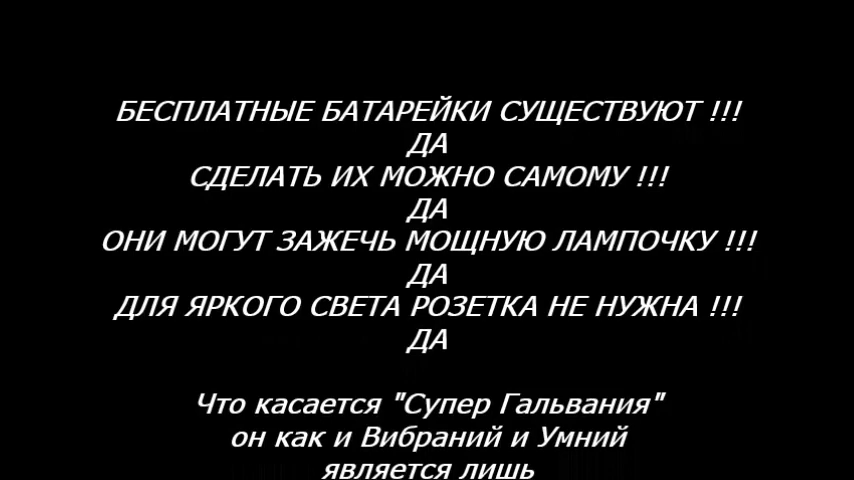 БЕСПЛАТНЫЕ БАТАРЕЙКИ СУЩЕСТВУЮТ !!!
ДА
СДЕЛАТЬ ИХ МОЖНО САМОМУ !!!
ДА
ОНИ МОГУТ ЗАЖЕЧЬ МОЩНУЮ ЛАМПОЧКУ !!!
ДА
ДЛЯ ЯРКОГО СВЕТА РОЗЕТКА НЕ НУЖНА !!!
ДА
Что касается "Супер Гальвания"
он как и Вибраний и Умний
является лишь